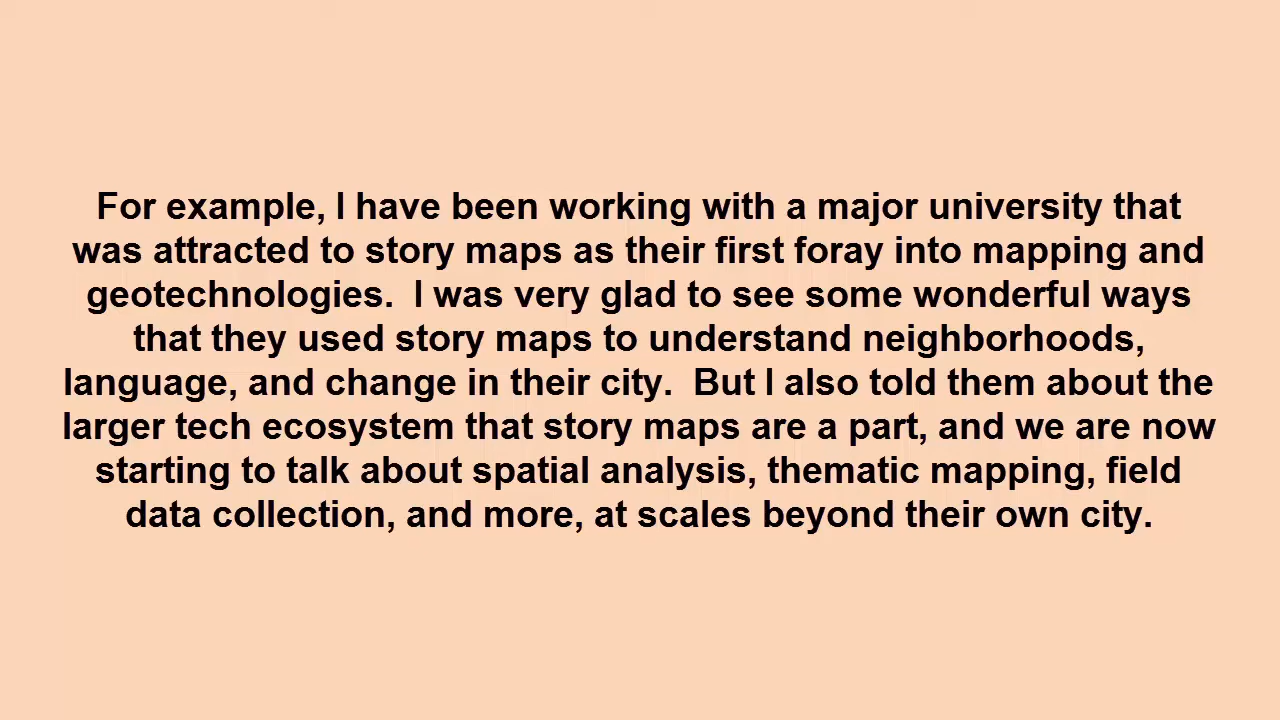 For example, I have been working with a major university that
was attracted to story maps as their first foray into mapping and
geotechnologies.  I was very glad to see some wonderful ways
that they used story maps to understand neighborhoods,
language, and change in their city.  But I also told them about the
larger tech ecosystem that story maps are a part, and we are now
starting to talk about spatial analysis, thematic mapping, field
data collection, and more, at scales beyond their own city.